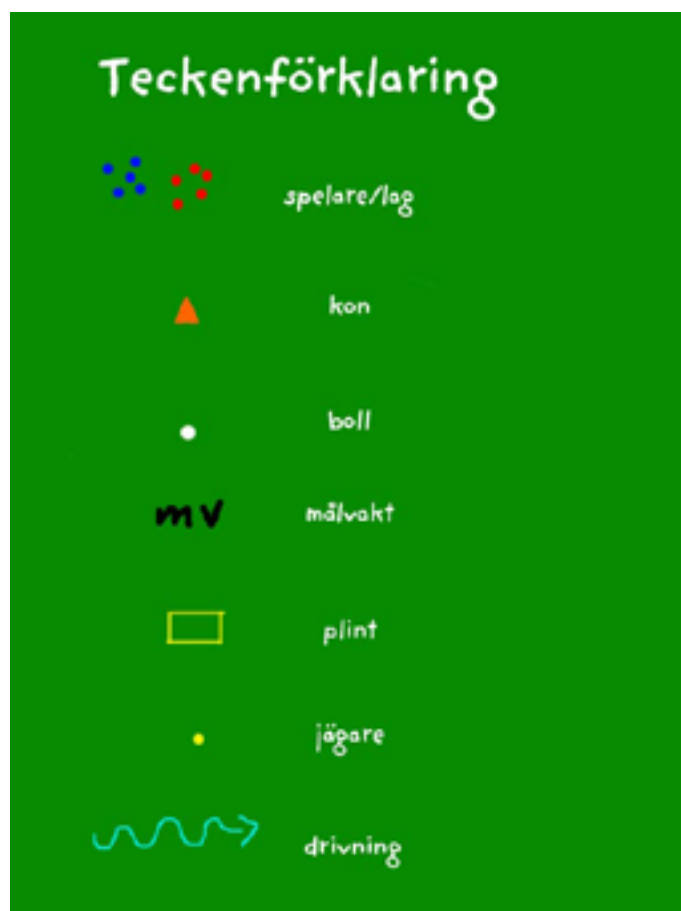 Teckenförklaring
spelare/lag
kon
boll
mv målvakt
plint
jägare
drivning